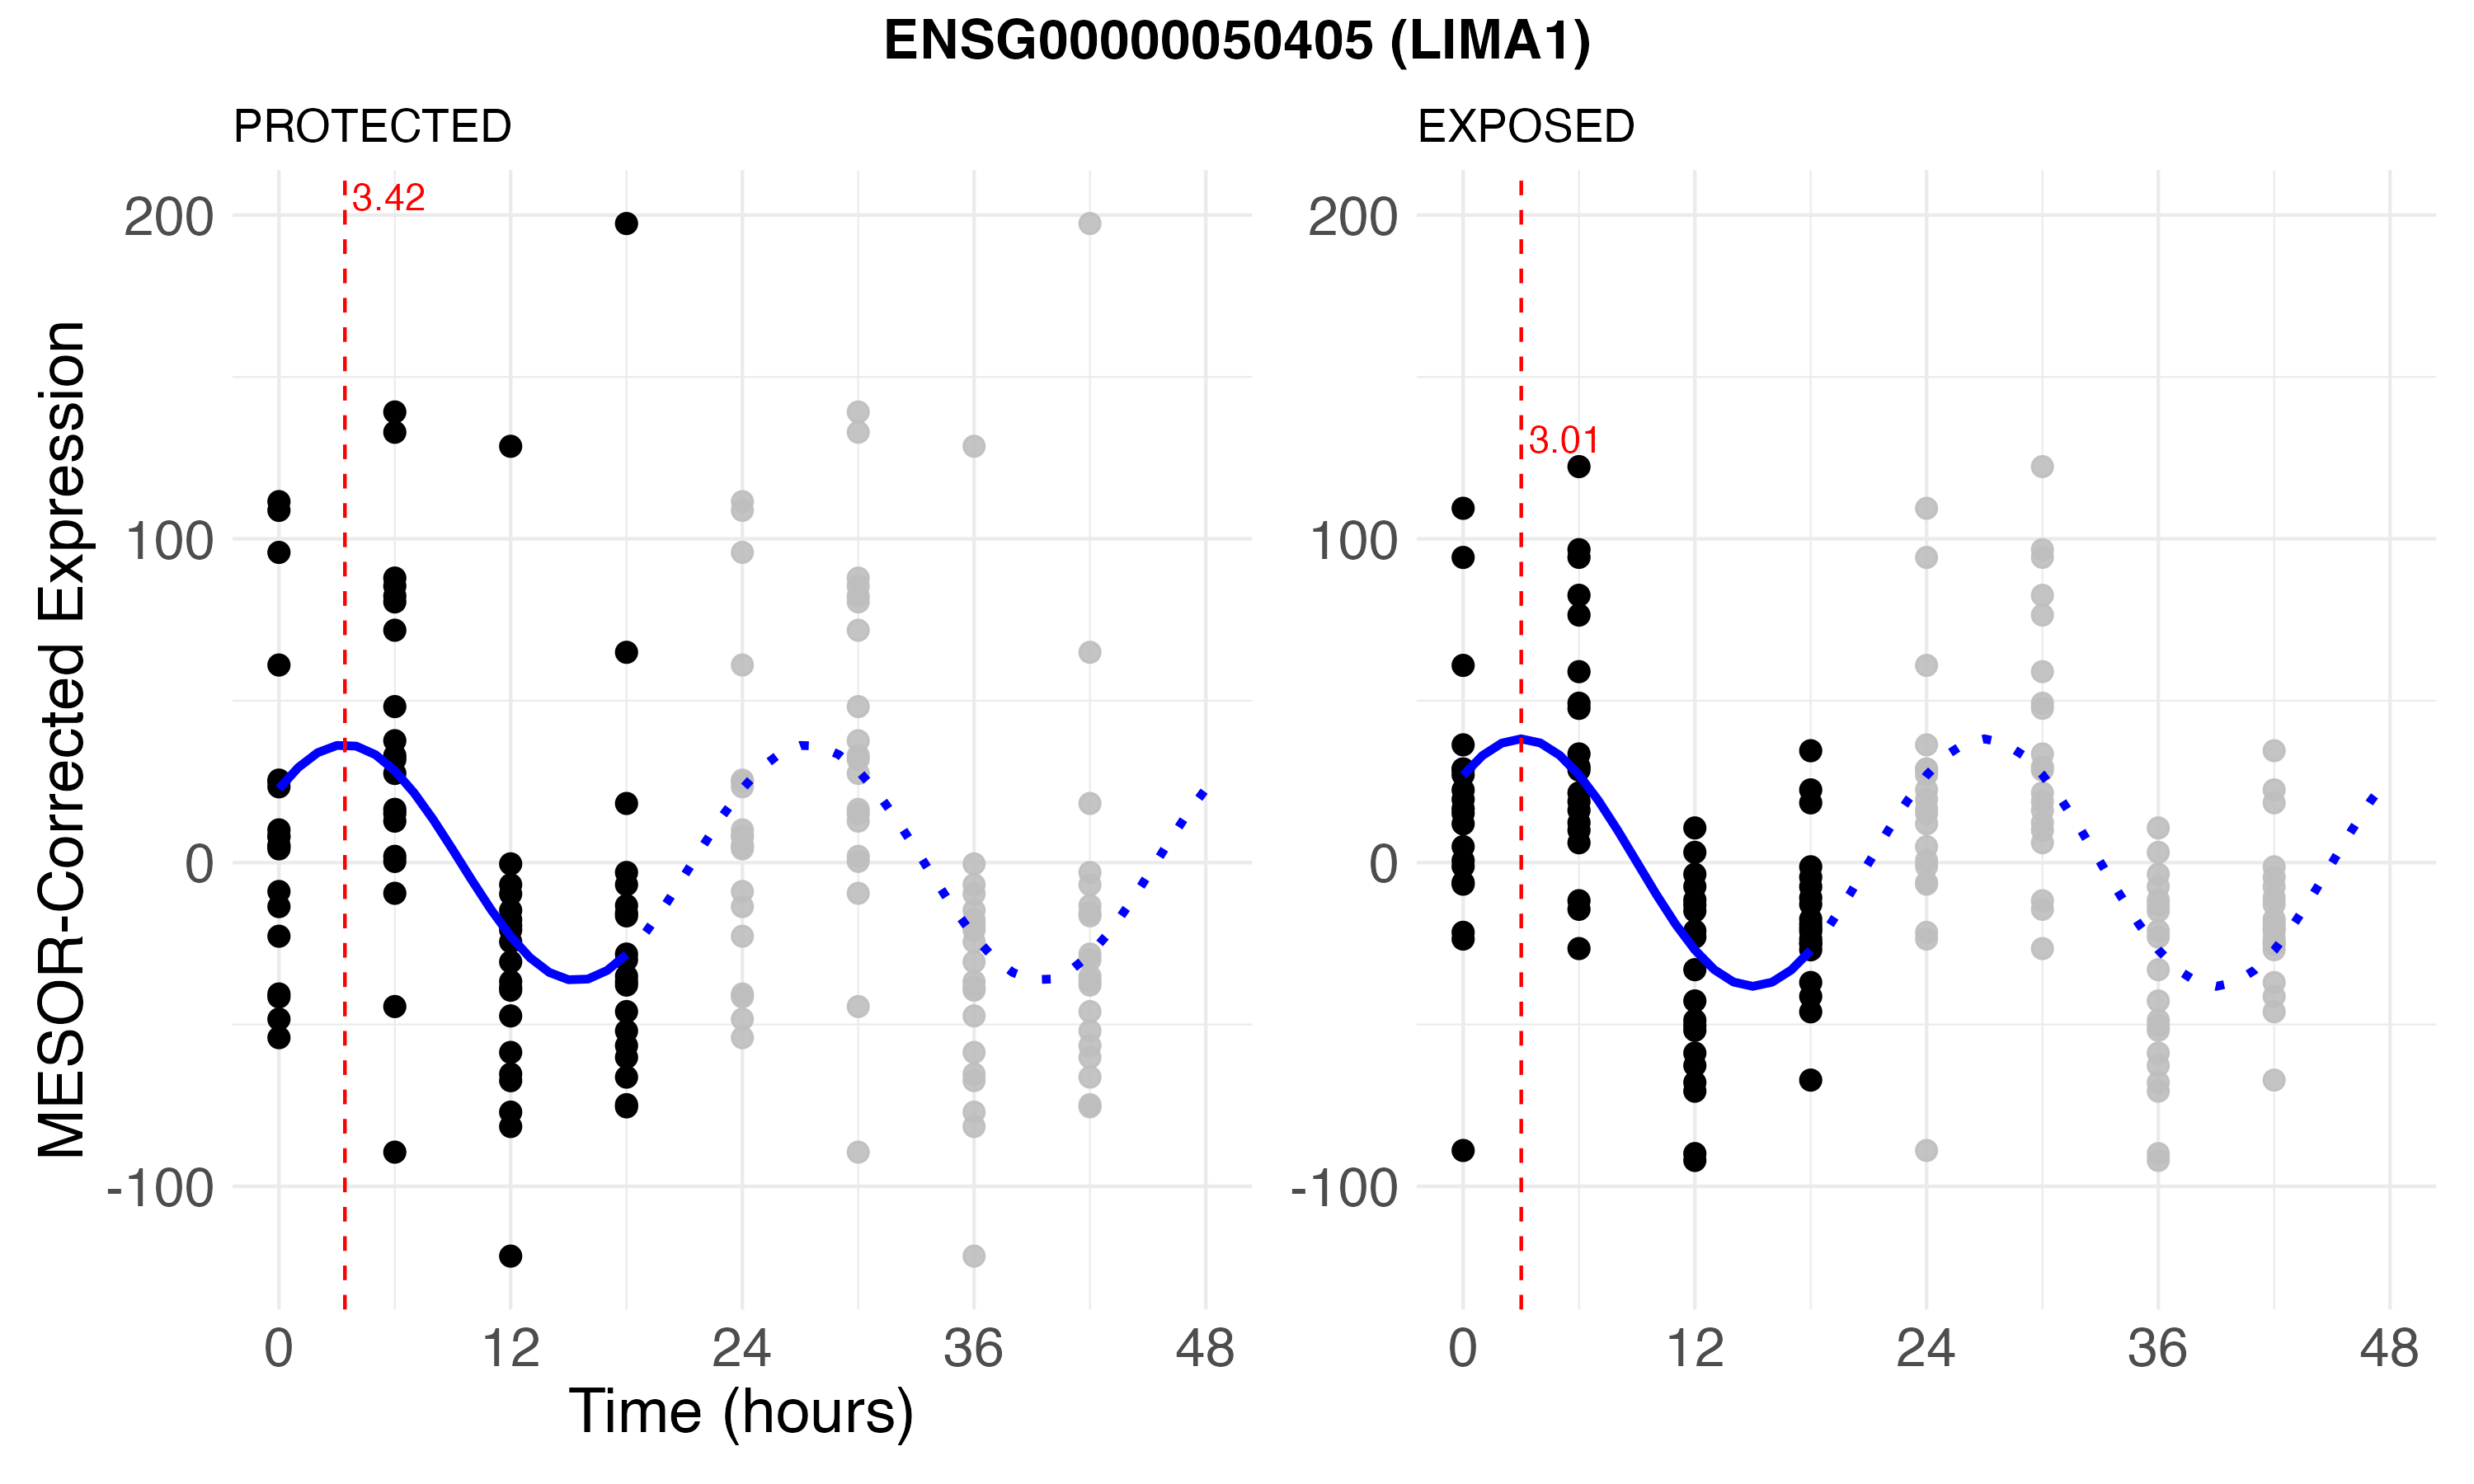 ENSG00000050405 (LIMA1)
PROTECTED
EXPOSED
MESOR-Corrected Expression
200
100
0
-100
3.42
0 12 24 36 48
200
100
0
-100
3.01
0 12 24 36 48
Time (hours)